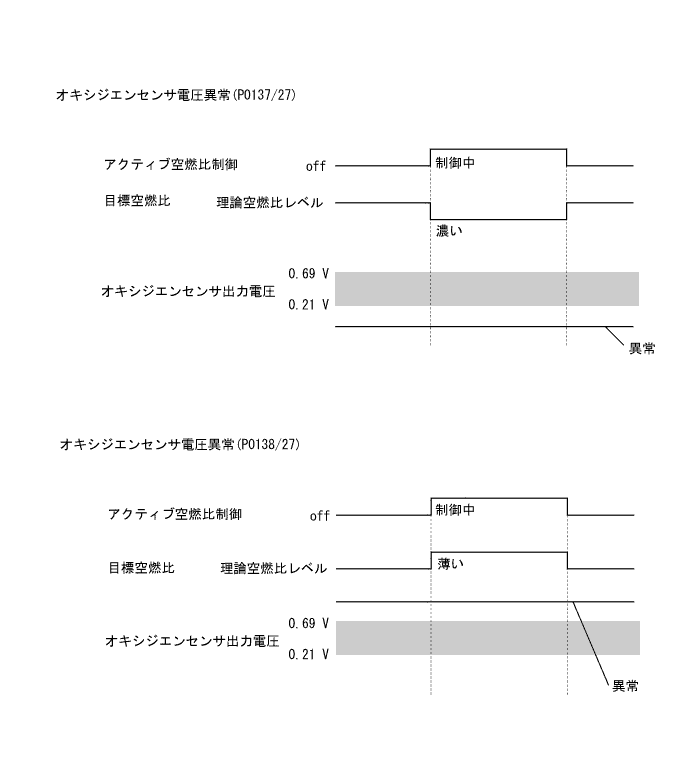 オキシジエンセンサ電圧異常(P0137/27)
アクティブ空燃比制御 off 制御中
目標空燃比 理論空燃比レベル
濃い
0.69 V
オキシジエンセンサ出力電圧
0.21 V
異常
オキシジエンセンサ電圧異常(P0138/27)
アクティブ空燃比制御 off 制御中
目標空燃比 理論空燃比レベル 薄い
0.69 V
オキシジエンセンサ出力電圧
0.21 V
異常